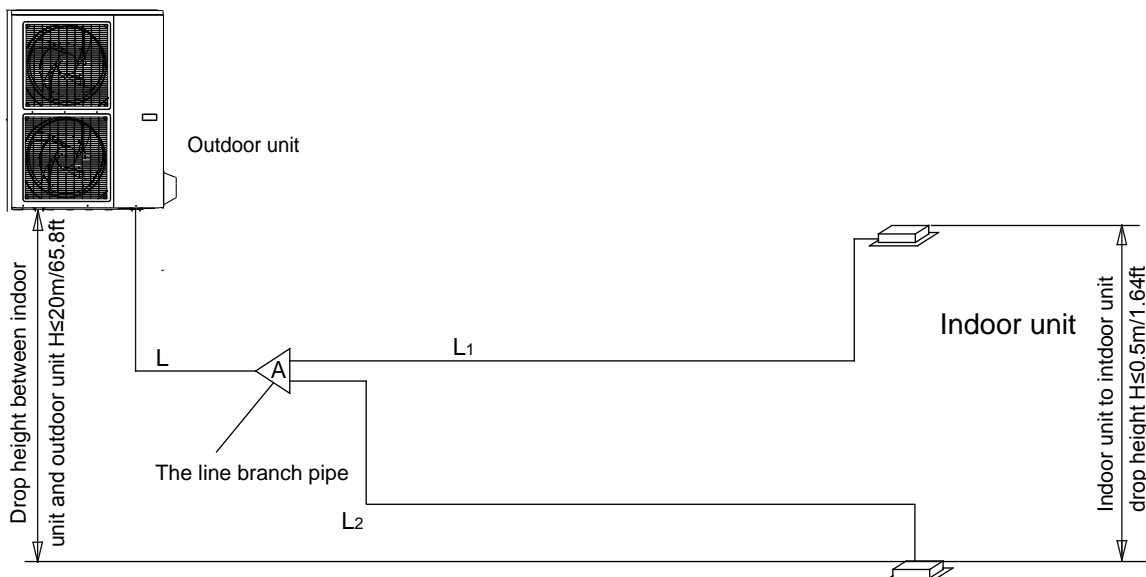 Outdoor unit
Drop height between indoor
unit and outdoor unit H≤20m/65.8ft
L
A
L1
Indoor unit
Indoor unit to intdoor unit
drop height H≤0.5m/1.64ft
The line branch pipe
L2